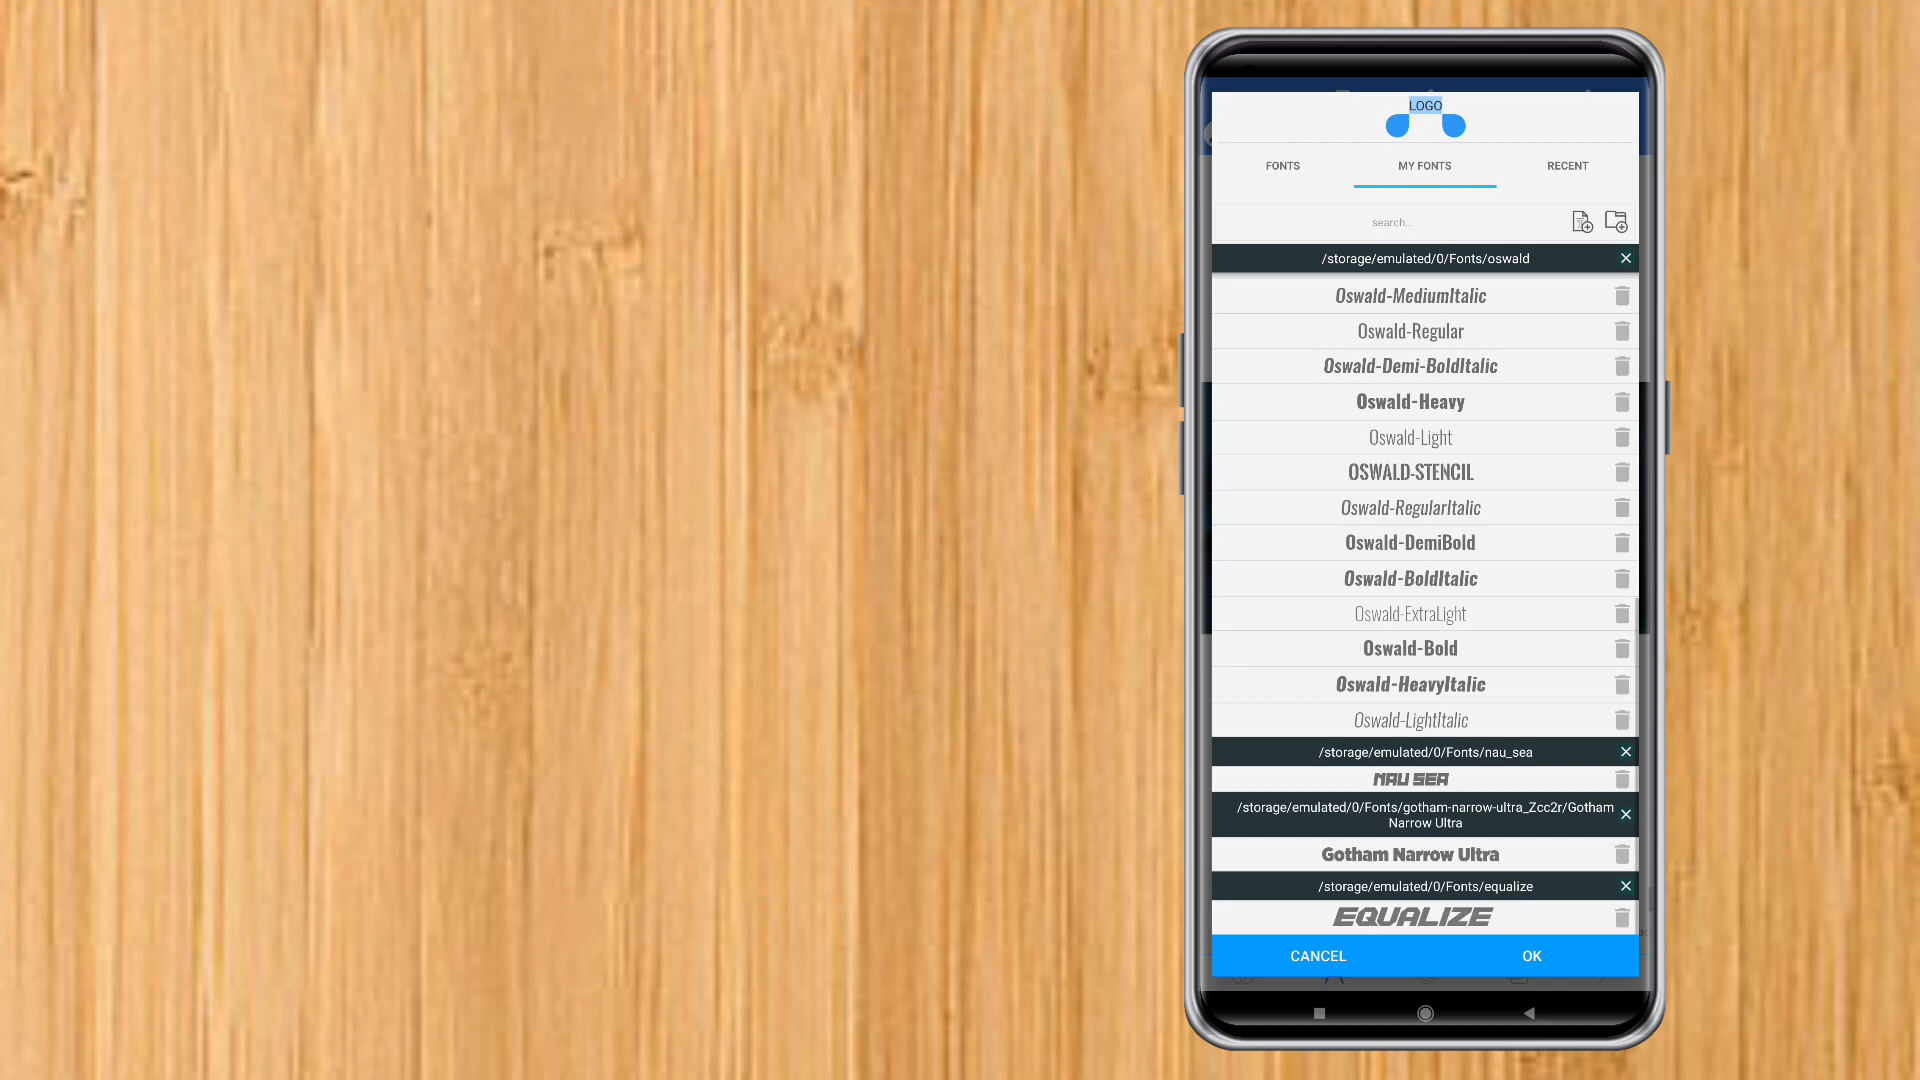 LOGO
FONTS
MY FONTS
RECENT
search...
/storage/emulated/0/Fonts/oswald
Oswald-MediumItalic
Oswald-Regular
Oswald-Demi-BoldItalic
Oswald-Heavy
Oswald-Light
OSWALD-STENCIL
Oswald-RegularItalic
Oswald-DemiBold
Oswald-BoldItalic
Oswald-ExtraLight
Oswald-Bold
Oswald-HeavyItalic
Oswald-LightItalic
/storage/emulated/0/Fonts/nau_sea
NAU SEA
/storage/emulated/0/Fonts/gotham-narrow-ultra_Zcc2r/Gotham
Narrow Ultra
Gotham Narrow Ultra
/storage/emulated/0/Fonts/equalize
EQUALIZE
CANCEL
OK